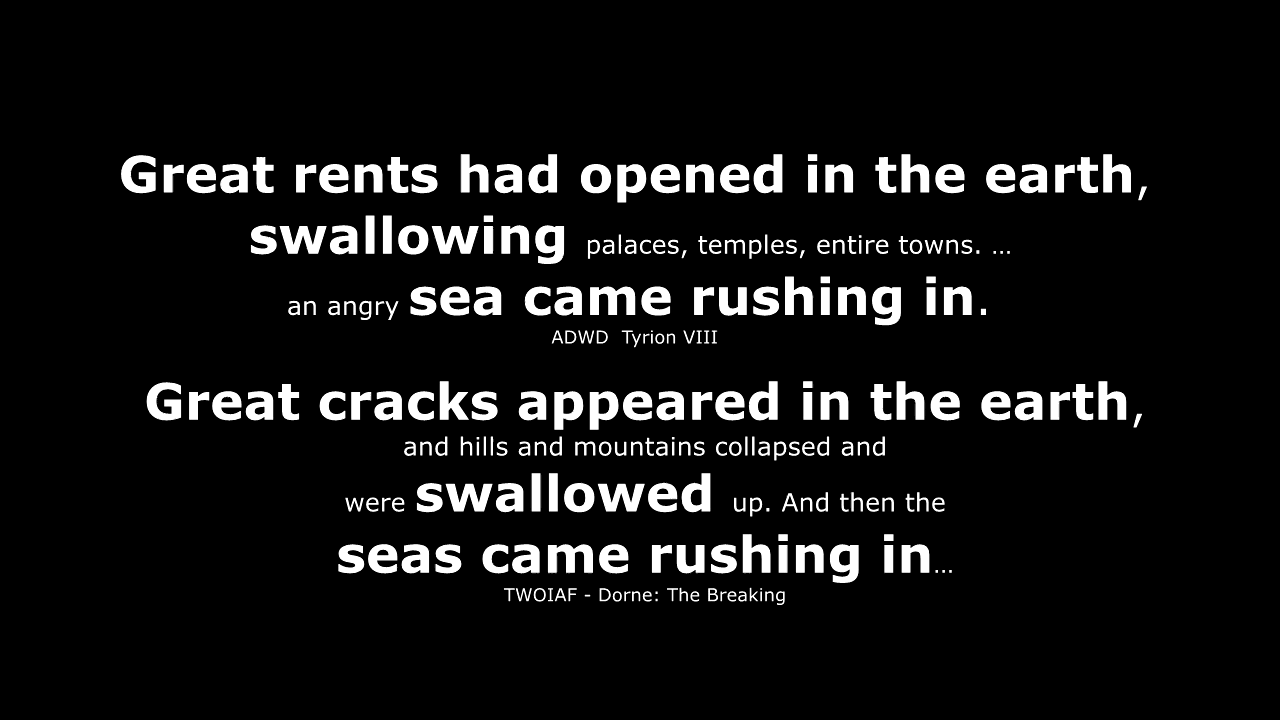 Great rents had opened in the earth,
swallowing palaces, temples, entire towns. ...
an angry sea came rushing in.
ADWD  Tyrion VIII
Great cracks appeared in the earth,
and hills and mountains collapsed and
were swallowed up. And then the
seas came rushing in...
TWOIAF - Dorne: The Breaking